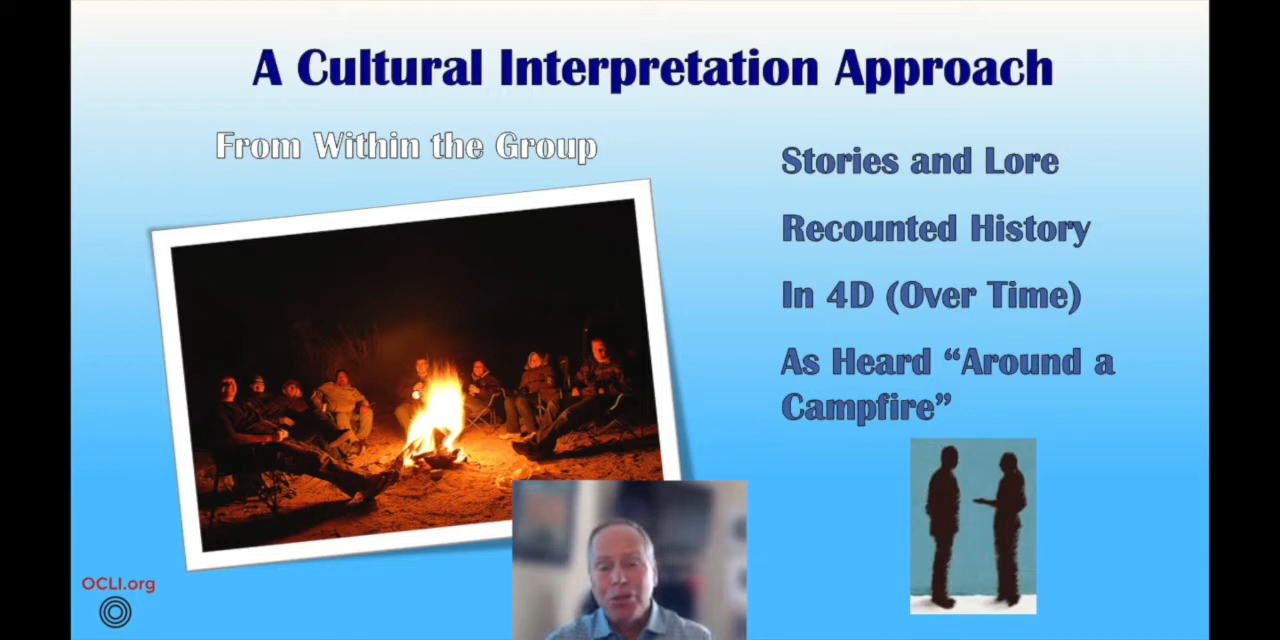 A Cultural Interpretation Approach
From Within the Group
Stories and Lore
Recounted History
In 4D (Over Time)
As Heard “Around a
Campfire”
OCLI.org